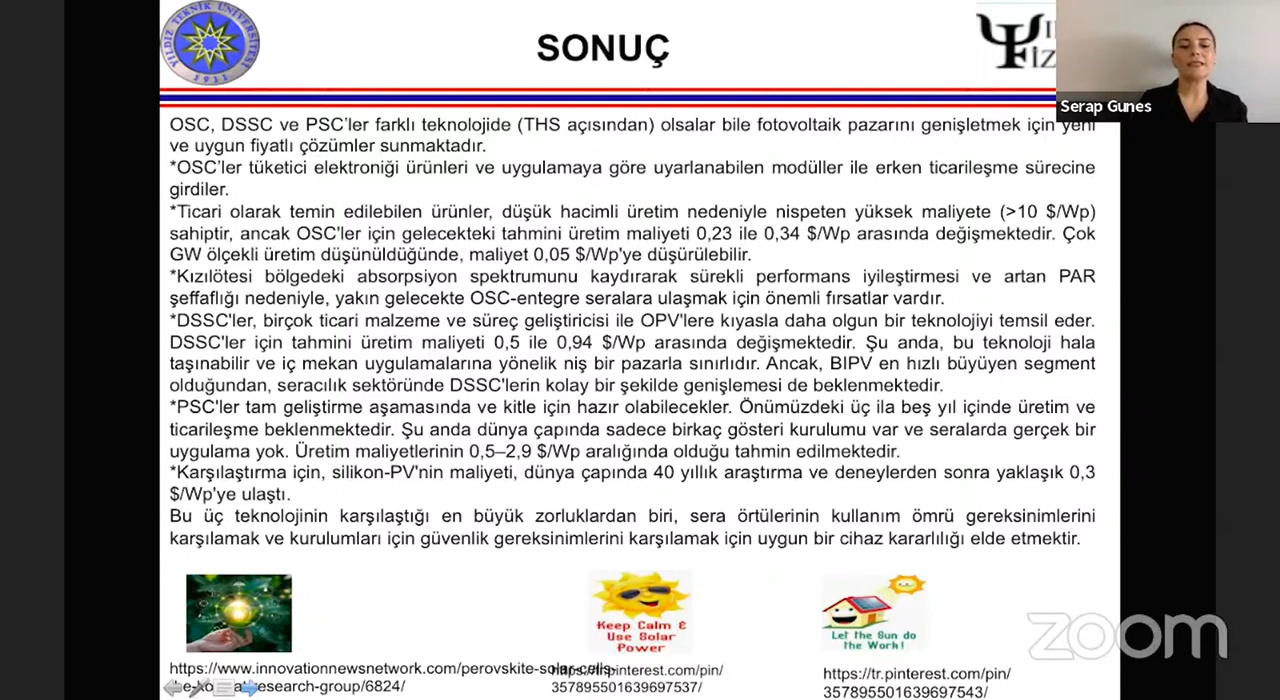 YILDIZ TEKNİK ÜNİVERSİTESİ
1911
SONUÇ
Serap Gunes
OSC, DSSC ve PSC'ler farklı teknolojide (THS açısından) olsalar bile fotovoltaik pazarını genişletmek için yeni
ve uygun fiyatlı çözümler sunmaktadır.
*OSC'ler tüketici elektroniği ürünleri ve uygulamaya göre uyarlanabilen modüller ile erken ticarileşme sürecine
girdiler.
*Ticari olarak temin edilebilen ürünler, düşük hacimli üretim nedeniyle nispeten yüksek maliyete (>10 $/Wp)
sahiptir, ancak OSC'ler için gelecekteki tahmini üretim maliyeti 0,23 ile 0,34 $/Wp arasında değişmektedir. Çok
GW ölçekli üretim düşünüldüğünde, maliyet 0,05 $/Wp'ye düşürülebilir.
*Kızılötesi bölgedeki absorpsiyon spektrumunu kaydırarak sürekli performans iyileştirmesi ve artan PAR
şeffaflığı nedeniyle, yakın gelecekte OSC-entegre seralara ulaşmak için önemli fırsatlar vardır.
*DSSC'ler, birçok ticari malzeme ve süreç geliştiricisi ile OPV'lere kıyasla daha olgun bir teknolojiyi temsil eder.
DSSC'ler için tahmini üretim maliyeti 0,5 ile 0,94 $/Wp arasında değişmektedir. Şu anda, bu teknoloji hala
taşınabilir ve iç mekan uygulamalarına yönelik niş bir pazarla sınırlıdır. Ancak, BIPV en hızlı büyüyen segment
olduğundan, seracılık sektöründe DSSC'lerin kolay bir şekilde genişlemesi de beklenmektedir.
*PSC'ler tam geliştirme aşamasında ve kitle için hazır olabilecekler. Önümüzdeki üç ila beş yıl içinde üretim ve
ticarileşme beklenmektedir. Şu anda dünya çapında sadece birkaç gösteri kurulumu var ve seralarda gerçek bir
uygulama yok. Üretim maliyetlerinin 0,5–2,9 $/Wp aralığında olduğu tahmin edilmektedir.
*Karşılaştırma için, silikon-PV'nin maliyeti, dünya çapında 40 yıllık araştırma ve deneylerden sonra yaklaşık 0,3
$/Wp'ye ulaştı.
Bu üç teknolojinin karşılaştığı en büyük zorluklardan biri, sera örtülerinin kullanım ömrü gereksinimlerini
karşılamak ve kurulumları için güvenlik gereksinimlerini karşılamak için uygun bir cihaz kararlılığı elde etmektir.
Keep Calm &
Use Solar
Power
Let the Sun do
the Work!
zoom
https://www.innovationnewsnetwork.com/perovskite-solar-cells-
research-group/6824/
pinterest.com/pin/
357895501639697537/
https://tr.pinterest.com/pin/
357895501639697543/